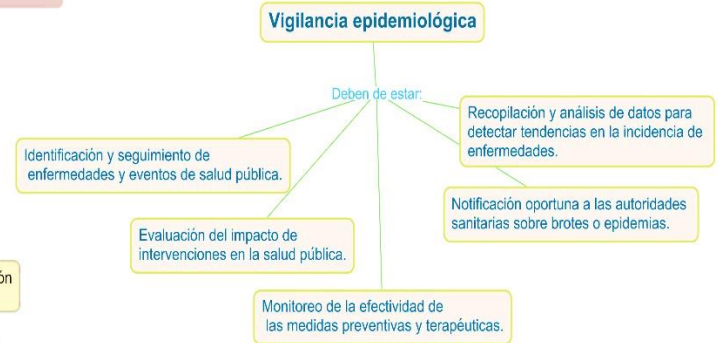 Vigilancia epidemiológica
Deben de estar:
Recopilación y análisis de datos para
detectar tendencias en la incidencia de
enfermedades.
Identificación y seguimiento de
enfermedades y eventos de salud pública.
Notificación oportuna a las autoridades
sanitarias sobre brotes o epidemias.
Evaluación del impacto de
intervenciones en la salud pública.
Monitoreo de la efectividad de
las medidas preventivas y terapéuticas.